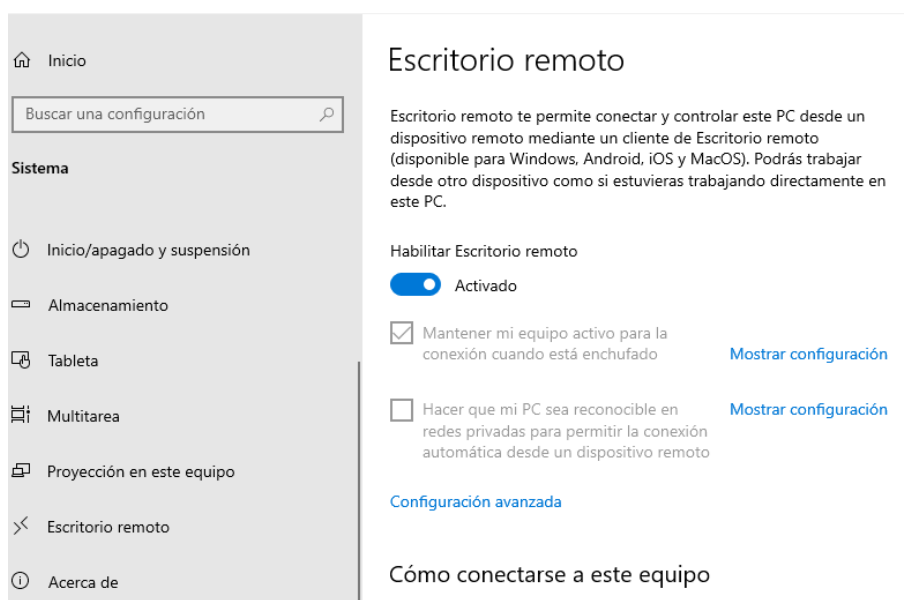 Inicio
Buscar una configuración
Sistema
Inicio/apagado y suspensión
Almacenamiento
Tableta
Multitarea
Proyección en este equipo
Escritorio remoto
Acerca de
Escritorio remoto
Escritorio remoto te permite conectar y controlar este PC desde un
dispositivo remoto mediante un cliente de Escritorio remoto
(disponible para Windows, Android, iOS y MacOS). Podrás trabajar
desde otro dispositivo como si estuvieras trabajando directamente en
este PC.
Habilitar Escritorio remoto
Activado
Mantener mi equipo activo para la
conexión cuando está enchufado
Mostrar configuración
Hacer que mi PC sea reconocible en
redes privadas para permitir la conexión
automática desde un dispositivo remoto
Mostrar configuración
Configuración avanzada
Cómo conectarse a este equipo